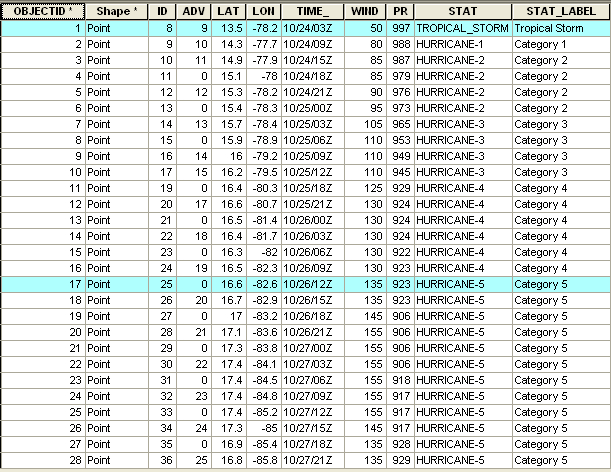 OBJECTID * Shape * ID ADV LAT LON TIME_ WIND PR STAT STAT_LABEL
1 Point 8 9 13.5 -78.2 10/24/03Z 50 997 TROPICAL_STORM Tropical Storm
2 Point 9 10 14.3 -77.7 10/24/09Z 80 988 HURRICANE-1 Category 1
3 Point 10 11 14.9 -77.9 10/24/15Z 85 987 HURRICANE-2 Category 2
4 Point 11 0 15.1 -78 10/24/18Z 85 979 HURRICANE-2 Category 2
5 Point 12 12 15.3 -78.2 10/24/21Z 90 976 HURRICANE-2 Category 2
6 Point 13 0 15.4 -78.3 10/25/00Z 95 973 HURRICANE-2 Category 2
7 Point 14 13 15.7 -78.4 10/25/03Z 105 965 HURRICANE-3 Category 3
8 Point 15 0 15.9 -78.9 10/25/06Z 110 953 HURRICANE-3 Category 3
9 Point 16 14 16 -79.2 10/25/09Z 110 949 HURRICANE-3 Category 3
10 Point 17 15 16.2 -79.5 10/25/12Z 110 945 HURRICANE-3 Category 3
11 Point 19 0 16.4 -80.3 10/25/18Z 125 929 HURRICANE-4 Category 4
12 Point 20 17 16.6 -80.7 10/25/21Z 130 924 HURRICANE-4 Category 4
13 Point 21 0 16.5 -81.4 10/26/00Z 130 924 HURRICANE-4 Category 4
14 Point 22 18 16.4 -81.7 10/26/03Z 130 924 HURRICANE-4 Category 4
15 Point 23 0 16.3 -82 10/26/06Z 130 922 HURRICANE-4 Category 4
16 Point 24 19 16.5 -82.3 10/26/09Z 130 923 HURRICANE-4 Category 4
17 Point 25 0 16.6 -82.6 10/26/12Z 135 923 HURRICANE-5 Category 5
18 Point 26 20 16.7 -82.9 10/26/15Z 135 923 HURRICANE-5 Category 5
19 Point 27 0 17 -83.2 10/26/18Z 145 906 HURRICANE-5 Category 5
20 Point 28 21 17.1 -83.6 10/26/21Z 155 906 HURRICANE-5 Category 5
21 Point 29 0 17.3 -83.8 10/27/00Z 155 906 HURRICANE-5 Category 5
22 Point 30 22 17.4 -84.1 10/27/03Z 155 906 HURRICANE-5 Category 5
23 Point 31 0 17.4 -84.5 10/27/06Z 155 918 HURRICANE-5 Category 5
24 Point 32 23 17.4 -84.8 10/27/09Z 155 917 HURRICANE-5 Category 5
25 Point 33 0 17.4 -85.2 10/27/12Z 155 917 HURRICANE-5 Category 5
26 Point 34 24 17.3 -85 10/27/15Z 145 917 HURRICANE-5 Category 5
27 Point 35 0 16.9 -85.4 10/27/18Z 135 928 HURRICANE-5 Category 5
28 Point 36 25 16.8 -85.8 10/27/21Z 135 929 HURRICANE-5 Category 5